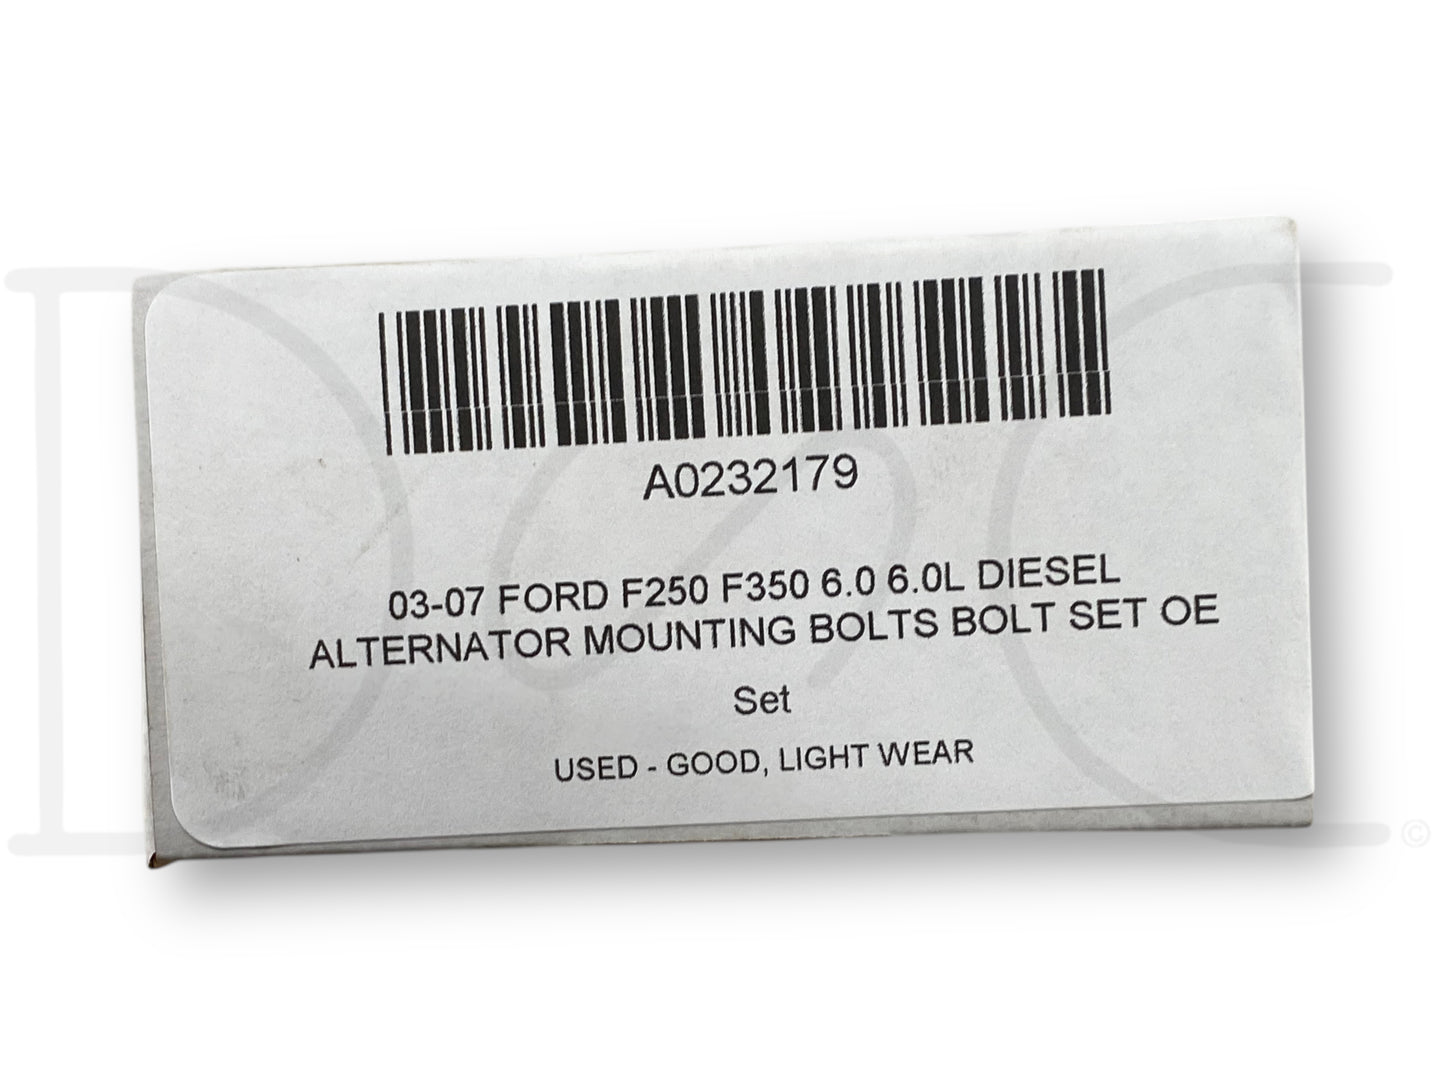 A0232179
03-07 FORD F250 F350 6.0 6.0L DIESEL
ALTERNATOR MOUNTING BOLTS BOLT SET OE
Set
USED - GOOD, LIGHT WEAR
©